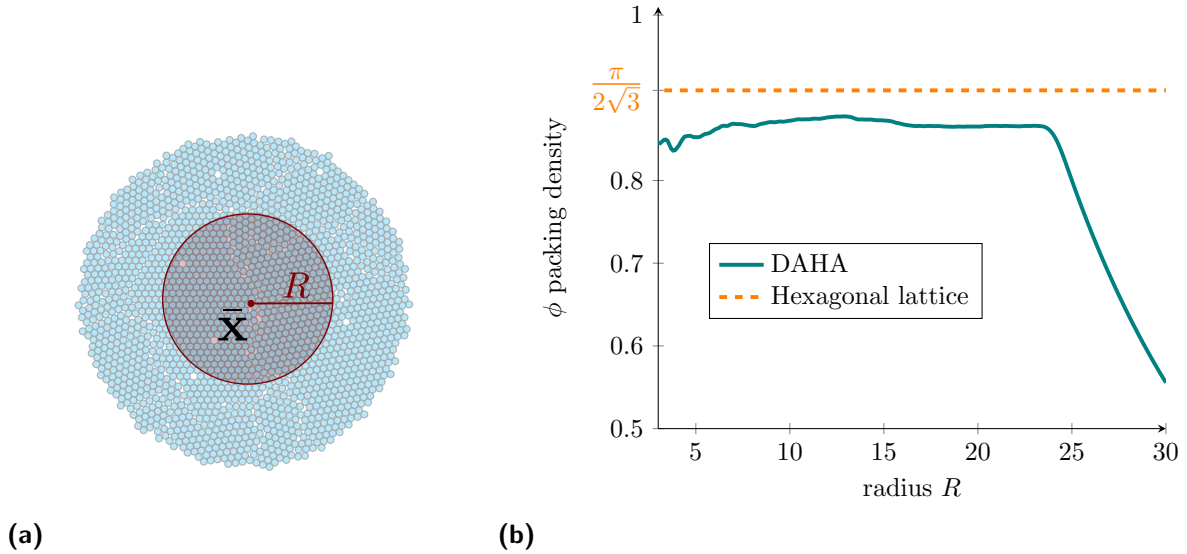 R
x̄
(a)
1
π
2√3
0.8
0.7
0.6
0.5
ϕ packing density
DAHA
Hexagonal lattice
5 10 15 20 25 30
radius R
(b)